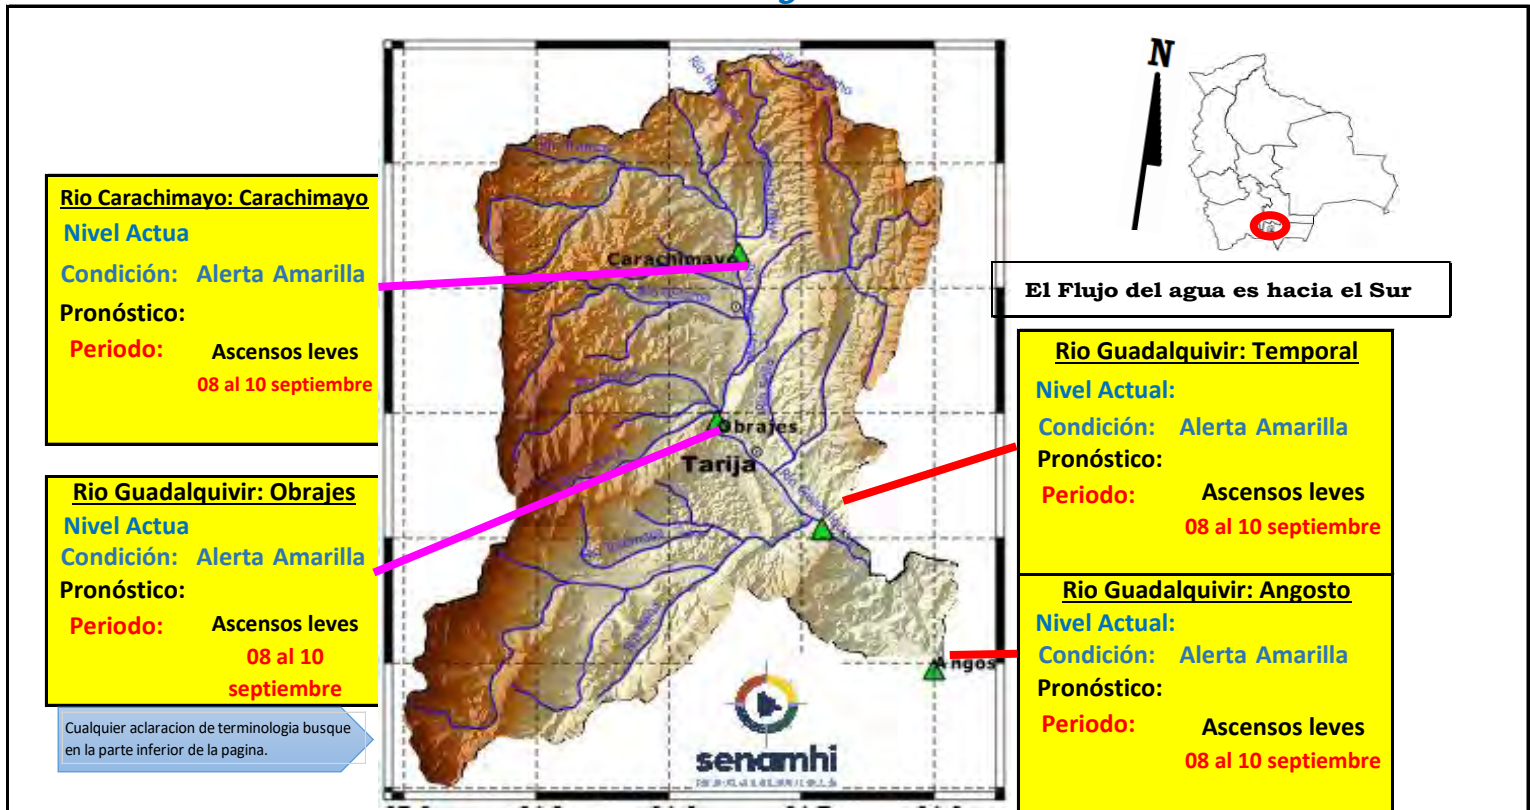 Rio Carachimayo: Carachimayo
Nivel Actua
Condición: Alerta Amarilla
Pronóstico:
Periodo: Ascensos leves
08 al 10 septiembre
Rio Guadalquivir: Obrajes
Nivel Actua
Condición: Alerta Amarilla
Pronóstico:
Periodo: Ascensos leves
08 al 10
septiembre
Cualquier aclaracion de terminologia busque
en la parte inferior de la pagina.
Carachimayo
Obrajes
Tarija
Angos
senamhi
N
El Flujo del agua es hacia el Sur
Rio Guadalquivir: Temporal
Nivel Actual:
Condición: Alerta Amarilla
Pronóstico:
Periodo: Ascensos leves
08 al 10 septiembre
Rio Guadalquivir: Angosto
Nivel Actual:
Condición: Alerta Amarilla
Pronóstico:
Periodo: Ascensos leves
08 al 10 septiembre